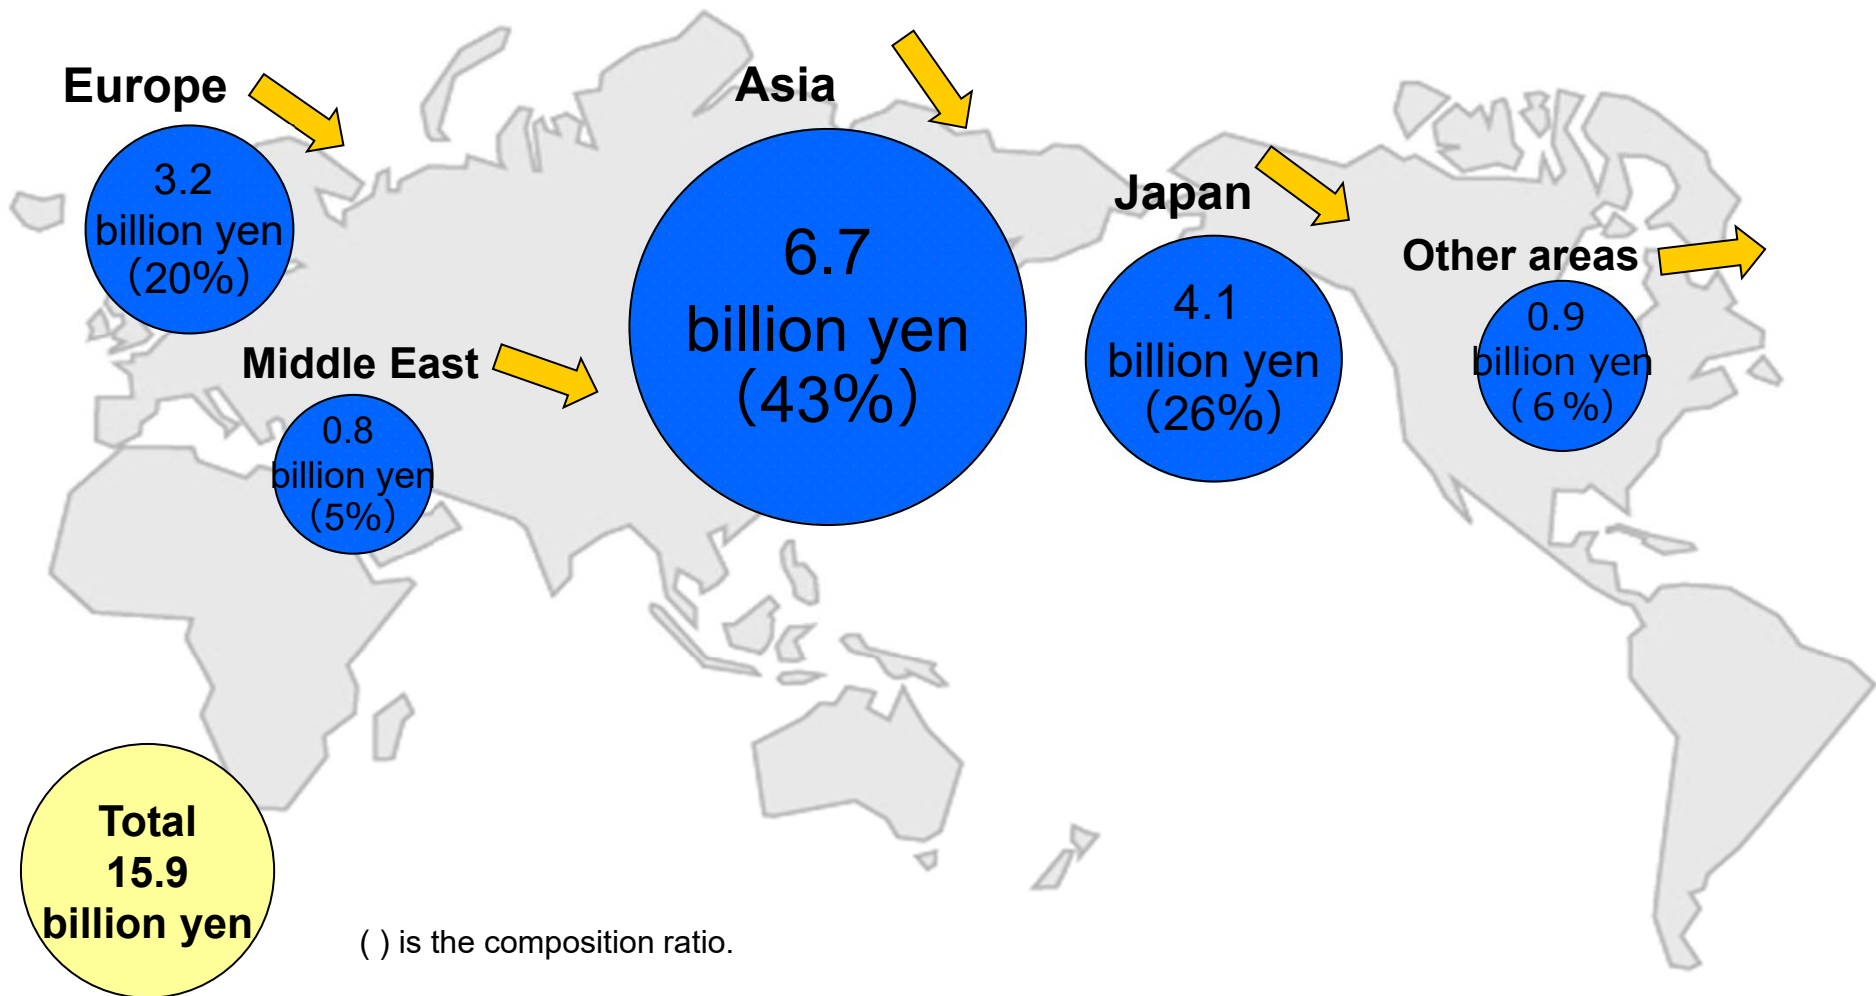 Europe
3.2
billion yen
(20%)
Asia
6.7
billion yen
(43%)
Japan
4.1
billion yen
(26%)
Other areas
0.9
billion yen
(6%)
Middle East
0.8
billion yen
(5%)
Total
15.9
billion yen
( ) is the composition ratio.